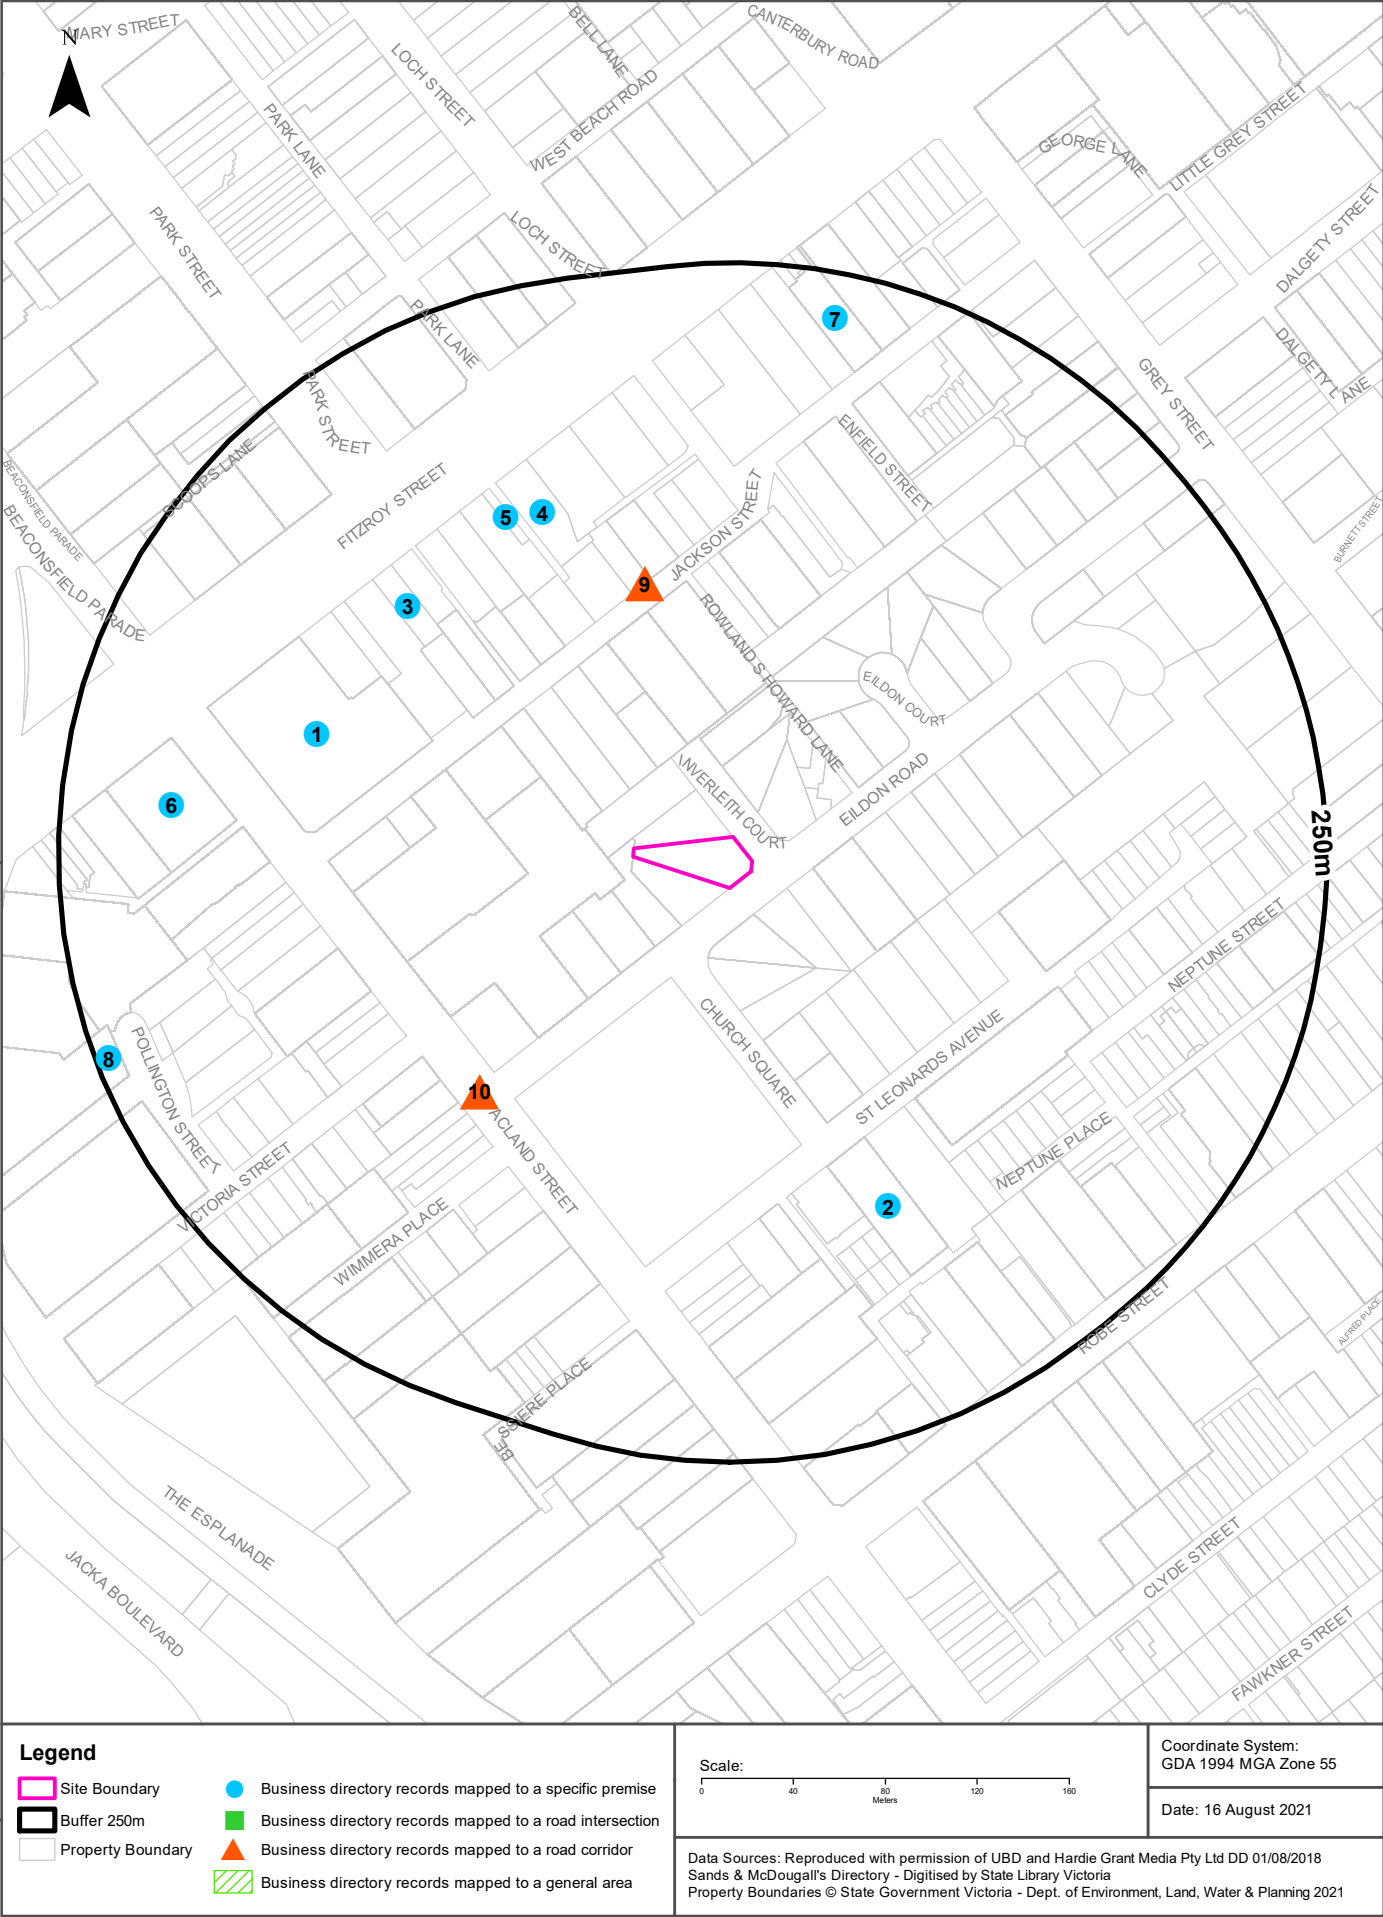 N
MARY STREET
LOCH STREET
BELL LANE
CANTERBURY ROAD
WEST BEACH ROAD
PARK LANE
GEORGE LANE
LITTLE GREY STREET
PARK STREET
LOCH STREET
DALGETY STREET
PARK LANE
7
DALGETY LANE
GREY STREET
PARK STREET
ENFIELD STREET
SCOOPS LANE
BEACONSFIELD PARADE
BEACONSFIELD PARADE
FITZROY STREET
5
4
JACKSON STREET
BURNETT STREET
9
3
ROWLAND S HOWARD LANE
EILDON COURT
1
INVERLEITH COURT
EILDON ROAD
6
250m
NEPTUNE STREET
CHURCH SQUARE
ST LEONARDS AVENUE
POLLINGTON STREET
8
10
ACLAND STREET
NEPTUNE PLACE
VICTORIA STREET
WIMMERA PLACE
2
ROBE STREET
ALFRED PLACE
BESSIERE PLACE
THE ESPLANADE
JACKA BOULEVARD
CLYDE STREET
FAWKNER STREET
Legend
Site Boundary
Buffer 250m
Property Boundary
Business directory records mapped to a specific premise
Business directory records mapped to a road intersection
Business directory records mapped to a road corridor
Business directory records mapped to a general area
Scale:
0 40 80 120 160
Meters
Coordinate System:
GDA 1994 MGA Zone 55
Date: 16 August 2021
Data Sources: Reproduced with permission of UBD and Hardie Grant Media Pty Ltd DD 01/08/2018
Sands & McDougall's Directory - Digitised by State Library Victoria
Property Boundaries © State Government Victoria - Dept. of Environment, Land, Water & Planning 2021